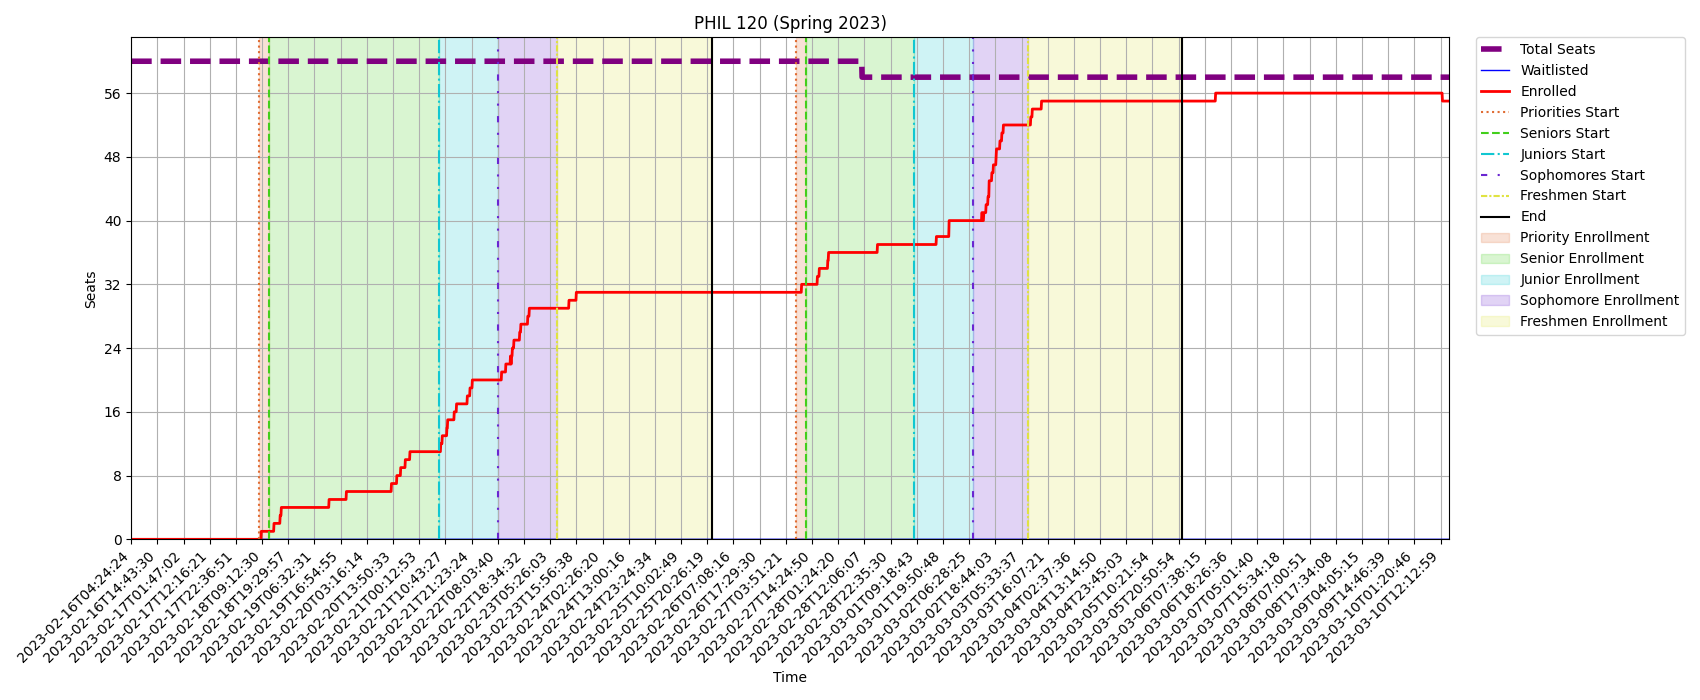 PHIL 120 (Spring 2023)
Seats
56
48
40
32
24
16
8
0
2023-02-16T04:24:24
2023-02-16T14:43:30
2023-02-17T01:47:02
2023-02-17T12:16:21
2023-02-17T22:36:51
2023-02-18T09:12:30
2023-02-18T19:29:57
2023-02-19T06:32:31
2023-02-19T16:54:55
2023-02-20T03:16:14
2023-02-20T13:50:33
2023-02-21T00:12:53
2023-02-21T10:43:27
2023-02-21T21:23:24
2023-02-22T08:03:40
2023-02-22T18:34:32
2023-02-23T05:26:03
2023-02-23T15:56:38
2023-02-24T02:26:20
2023-02-24T13:00:16
2023-02-24T23:24:34
2023-02-25T10:02:49
2023-02-25T20:26:19
2023-02-26T07:08:16
2023-02-26T17:29:30
2023-02-27T03:51:21
2023-02-27T14:24:50
2023-02-28T01:24:20
2023-02-28T12:06:07
2023-02-28T22:35:30
2023-03-01T09:18:43
2023-03-01T19:50:48
2023-03-02T06:28:25
2023-03-02T18:44:03
2023-03-03T05:33:37
2023-03-03T16:07:21
2023-03-04T02:37:36
2023-03-04T13:14:50
2023-03-04T23:45:03
2023-03-05T10:21:54
2023-03-05T20:50:54
2023-03-06T07:38:15
2023-03-06T18:26:36
2023-03-07T05:01:40
2023-03-07T15:34:18
2023-03-08T07:00:51
2023-03-08T17:34:08
2023-03-09T04:05:15
2023-03-09T14:46:39
2023-03-10T01:20:46
2023-03-10T12:12:59
Time
Total Seats
Waitlisted
Enrolled
Priorities Start
Seniors Start
Juniors Start
Sophomores Start
Freshmen Start
End
Priority Enrollment
Senior Enrollment
Junior Enrollment
Sophomore Enrollment
Freshmen Enrollment